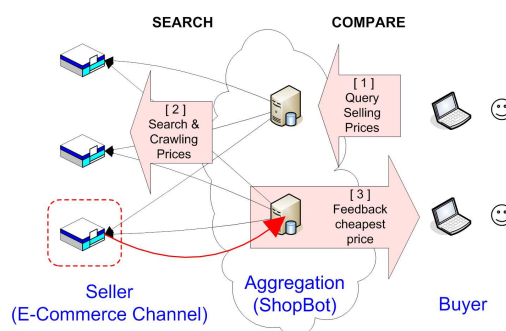 SEARCH
COMPARE
[ 1 ]
Query
Selling
Prices
[ 2 ]
Search &
Crawling
Prices
[ 3 ]
Feedback
cheapest
price
Seller
(E-Commerce Channel)
Aggregation
(ShopBot)
Buyer